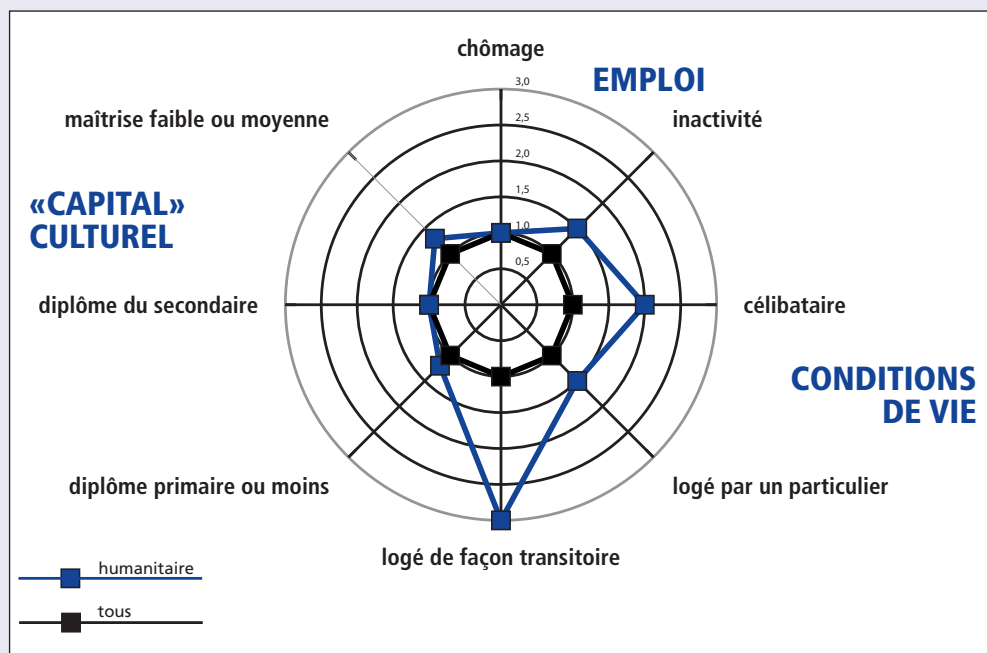 chômage
EMPLOI
maîtrise faible ou moyenne
inactivité
3,0
2,5
2,0
1,5
1,0
0,5
«CAPITAL»
CULTUREL
diplôme du secondaire
célibataire
CONDITIONS
DE VIE
diplôme primaire ou moins
logé par un particulier
logé de façon transitoire
humanitaire
tous